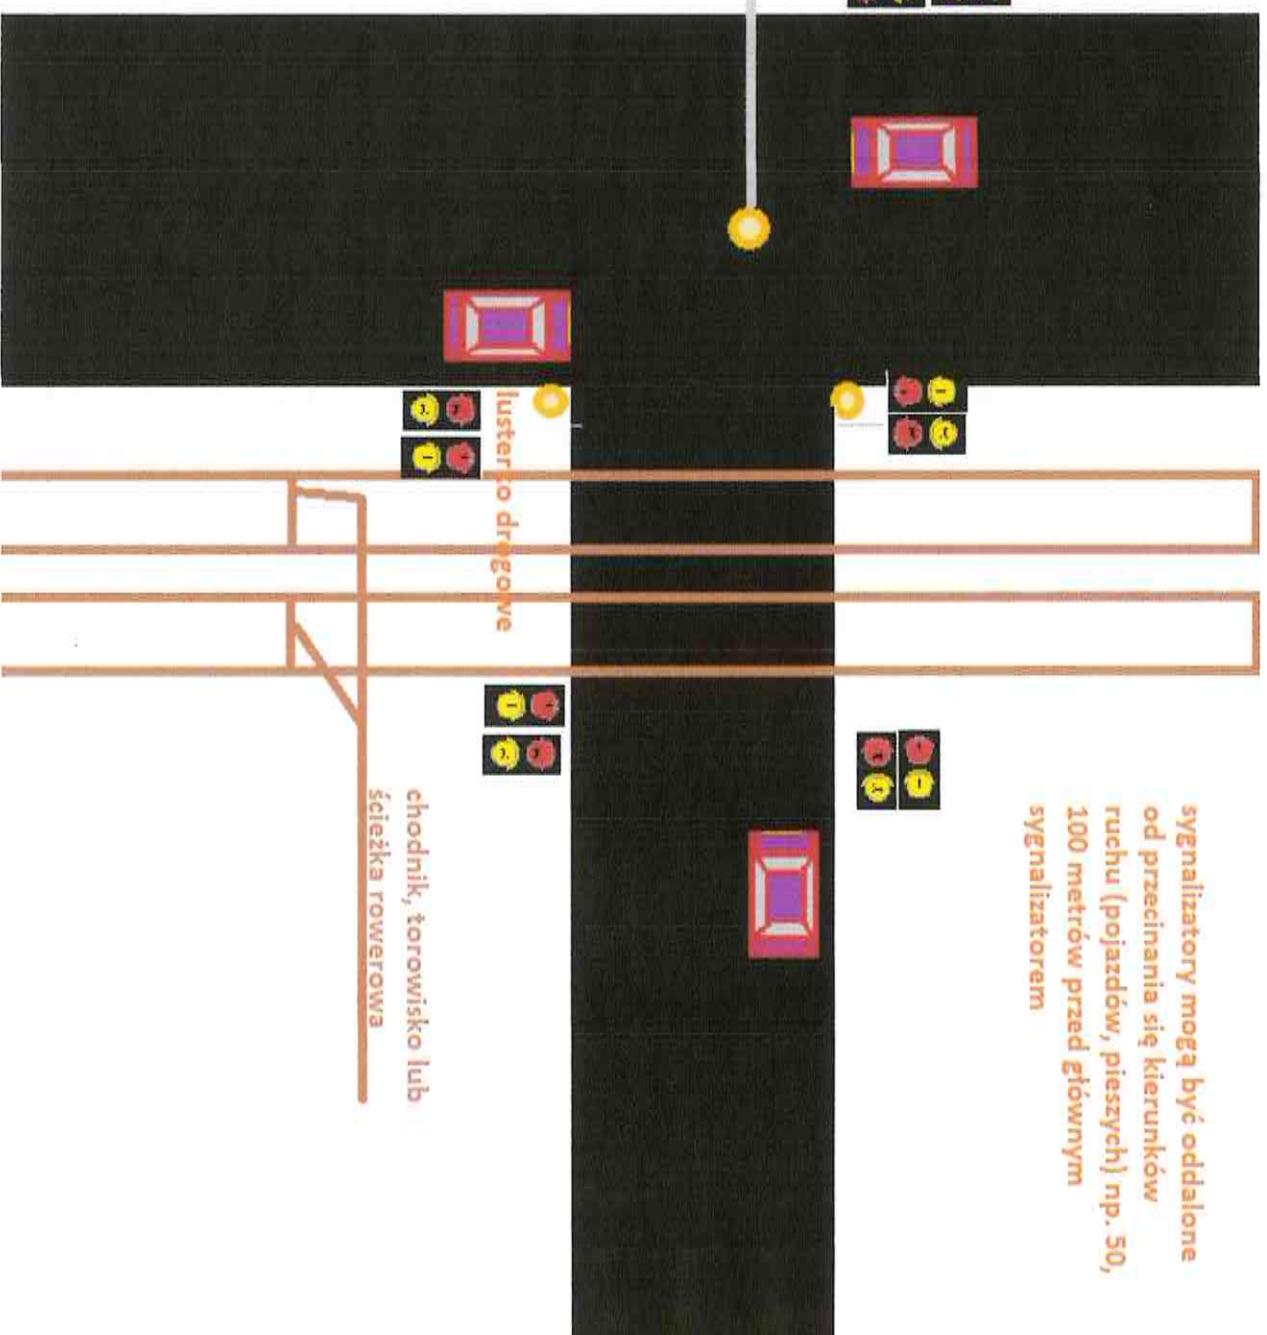 sygnalizatory mogą być oddalone
od przecinania się kierunków
ruchu (pojazdów, pieszych) np. 50,
100 metrów przed głównym
sygnalizatorem
lusterko drogowe
chodnik, torowisko lub
ścieżka rowerowa